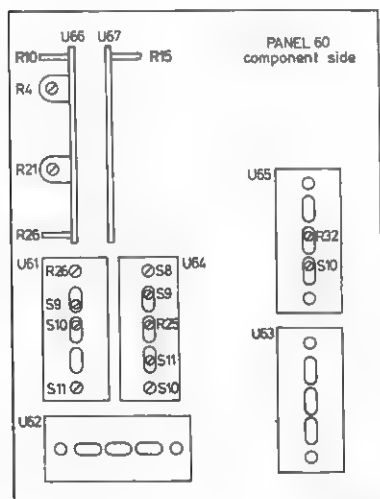 U66 U67
PANEL 60
component side
R10 R15
R4
R21
R26
U65
R32
S10
U61 U64
R26 S8
S9 S9
S10 R25
S11
S11 S10
U63
U62